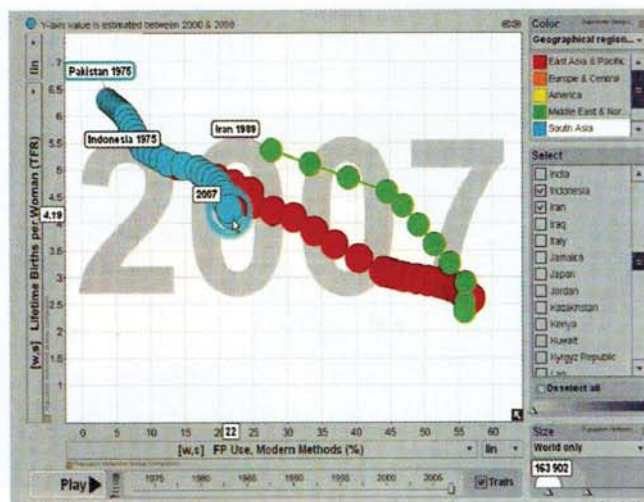 Y-axis value is estimated between 2000 &
Color
Geographical region...
East Asia & Pacific
Europe & Central
America
Middle East & Nor...
South Asia
lin
7
6.5
6
5.5
5
4.5
4
3.5
3
2.5
2
1.5
1
4.19
[w,s] Lifetime Births per Woman (TFR)
Pakistan 1975
Indonesia 1975
Iran 1989
2007
2007
Select
India
Indonesia
Iran
Iraq
Italy
Jamaica
Japan
Jordan
Kazakhstan
Kenya
Kuwait
Kyrgyz Republic
Deselect all
0 5 10 15 20 22 25 30 35 40 45 50 55 60
[w,s] FP Use, Modern Methods (%)
lin
Size
World only
163 902
Play
1975 1980 1985 1990 1995 2000 2005
Trails